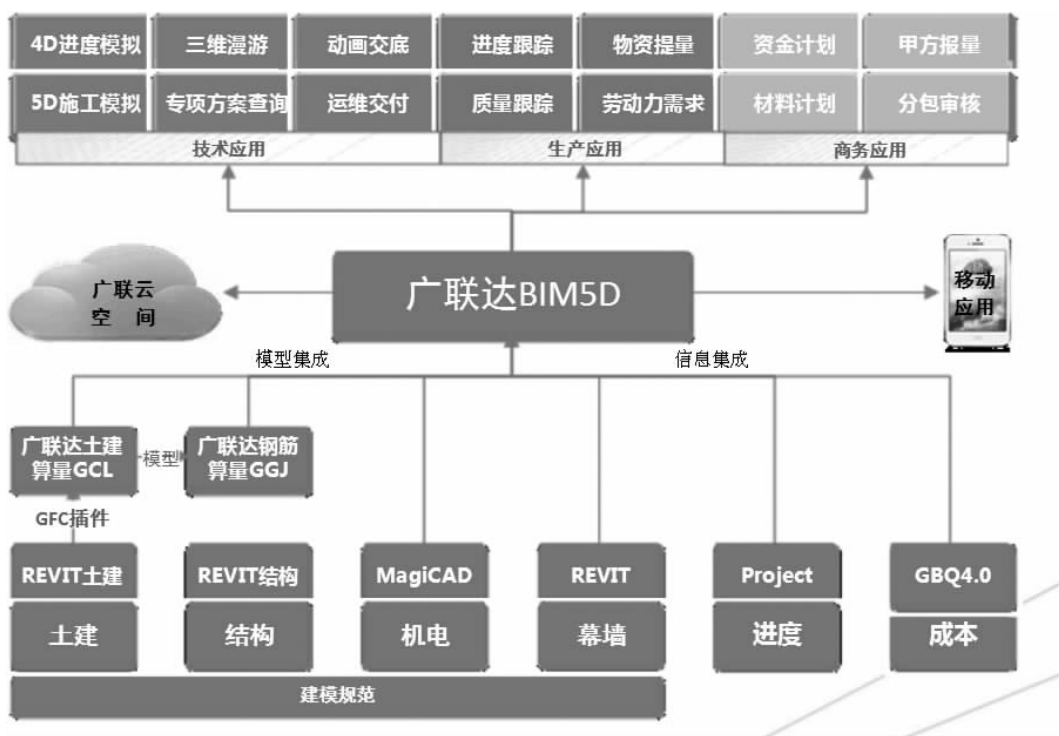 4D进度模拟 三维漫游 动画交底 进度跟踪 物资提量 资金计划 甲方报量
5D施工模拟 专项方案查询 运维交付 质量跟踪 劳动力需求 材料计划 分包审核
技术应用 生产应用 商务应用
广联云
空 间
广联达BIM5D
移动
应用
模型集成 信息集成
广联达土建
算量GCL
模型
广联达钢筋
算量GGJ
GFC插件
REVIT土建 REVIT结构 MagiCAD REVIT Project GBQ4.0
土建 结构 机电 幕墙 进度 成本
建模规范